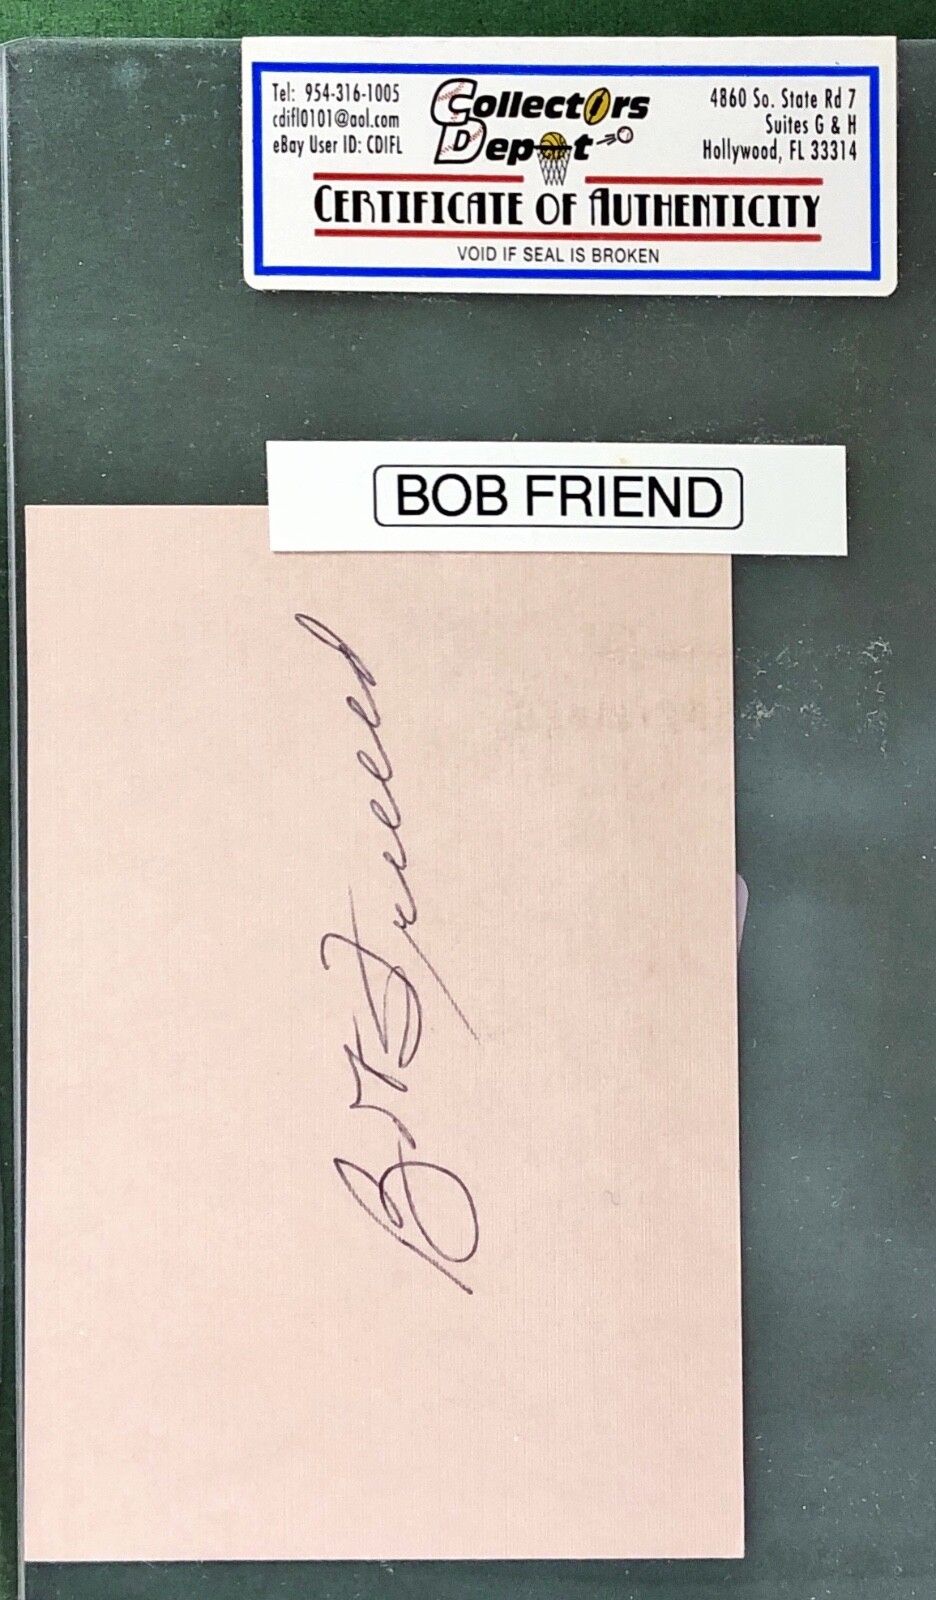 Tel: 954-316-1005
cdifl0101@aol.com
eBay User ID: CDIFL
Collectors
Depot
4860 So. State Rd 7
Suites G & H
Hollywood, FL 33314
CERTIFICATE OF AUTHENTICITY
VOID IF SEAL IS BROKEN
BOB FRIEND
Bob Friend